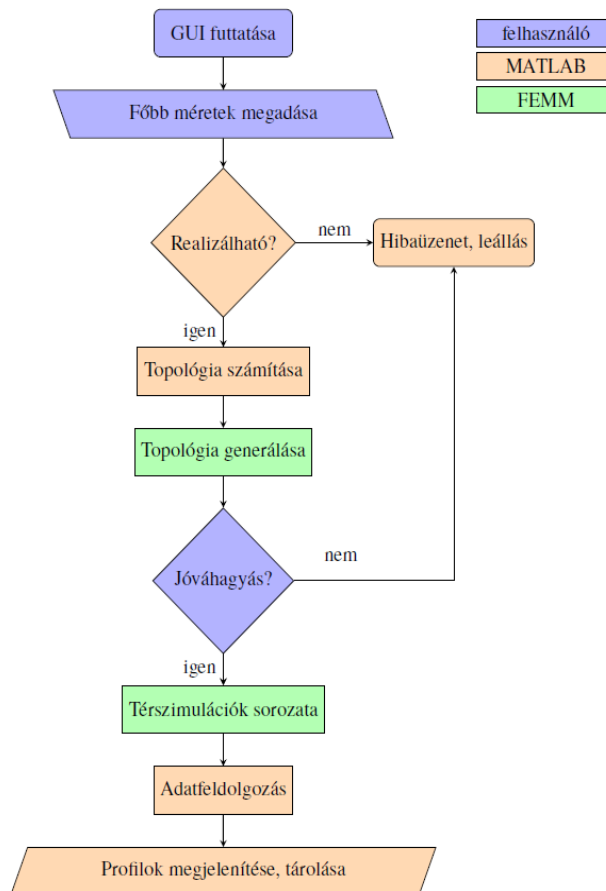 GUI futtatása
felhasználó
MATLAB
FEMM
Főbb méretek megadása
Realizálható?
nem
Hibaüzenet, leállás
igen
Topológia számítása
Topológia generálása
Jóváhagyás?
nem
igen
Térszimulációk sorozata
Adatfeldolgozás
Profilok megjelenítése, tárolása